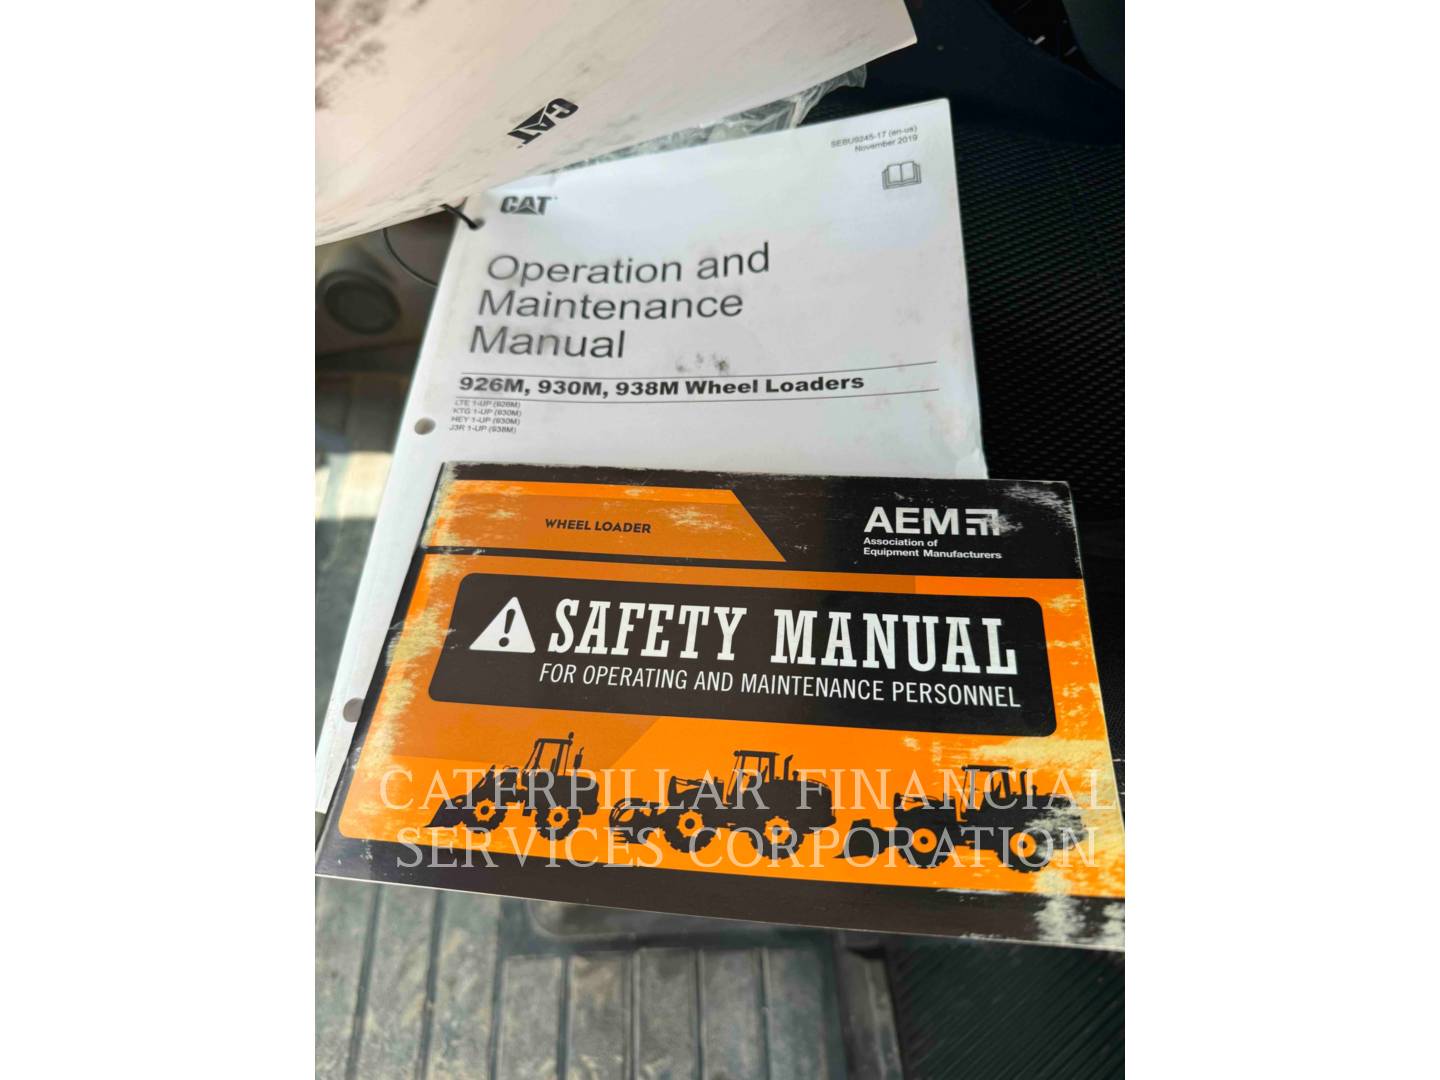 CAT
SEBU9245-17 (en-us)
November 2019
CAT
Operation and
Maintenance
Manual
926M, 930M, 938M Wheel Loaders
LTE 1-UP (926M)
KTG 1-UP (930M)
HEY 1-UP (930M)
J3R 1-UP (938M)
WHEEL LOADER
AEM
Association of
Equipment Manufacturers
SAFETY MANUAL
FOR OPERATING AND MAINTENANCE PERSONNEL
CATERPILLAR FINANCIAL
SERVICES CORPORATION